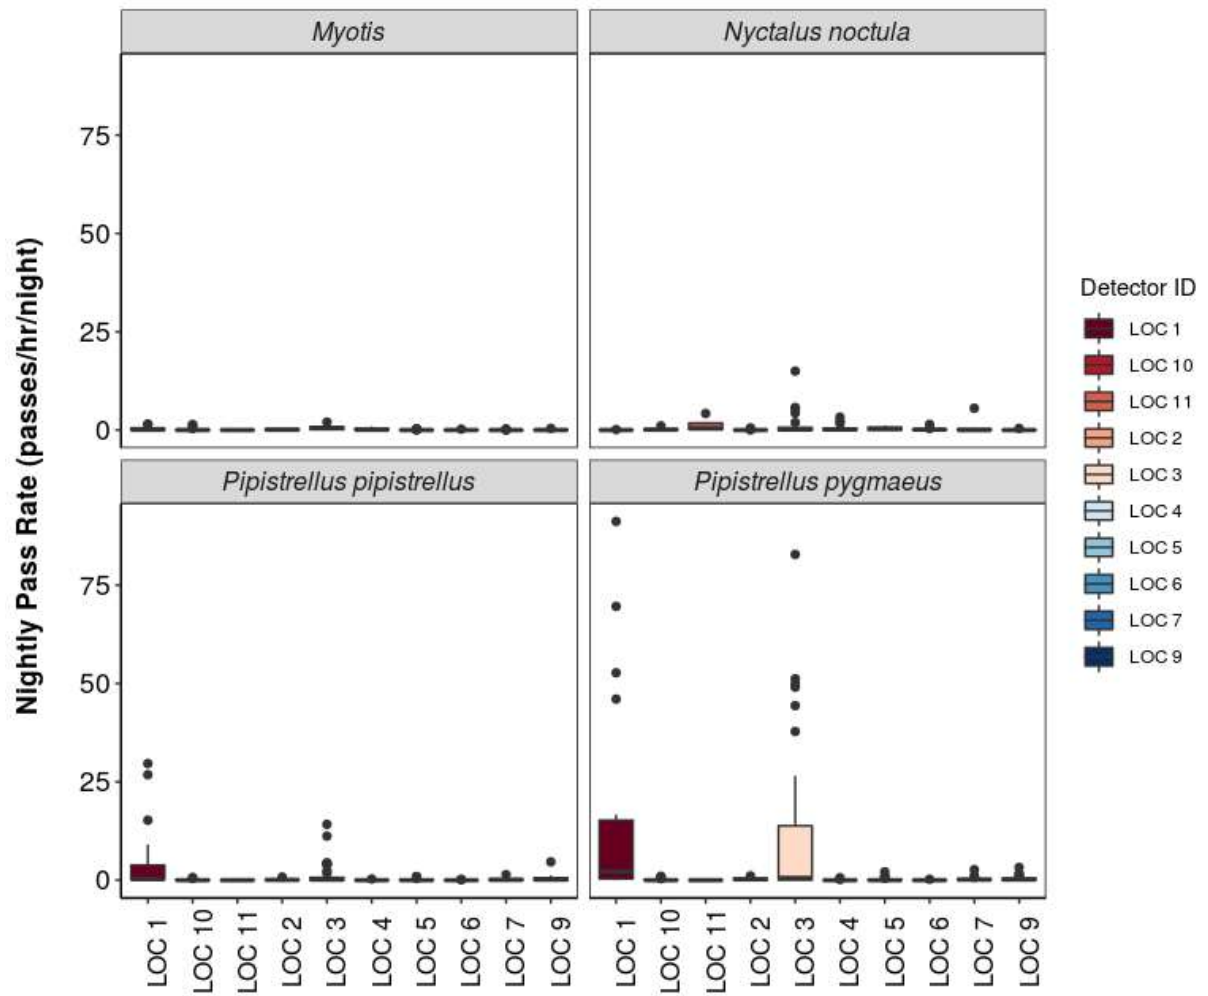 Myotis
Nyctalus noctula
75
50
25
0
Pipistrellus pipistrellus
Pipistrellus pygmaeus
75
50
25
0
Nightly Pass Rate (passes/hr/night)
LOC 1
LOC 10
LOC 11
LOC 2
LOC 3
LOC 4
LOC 5
LOC 6
LOC 7
LOC 9
LOC 1
LOC 10
LOC 11
LOC 2
LOC 3
LOC 4
LOC 5
LOC 6
LOC 7
LOC 9
Detector ID
LOC 1
LOC 10
LOC 11
LOC 2
LOC 3
LOC 4
LOC 5
LOC 6
LOC 7
LOC 9